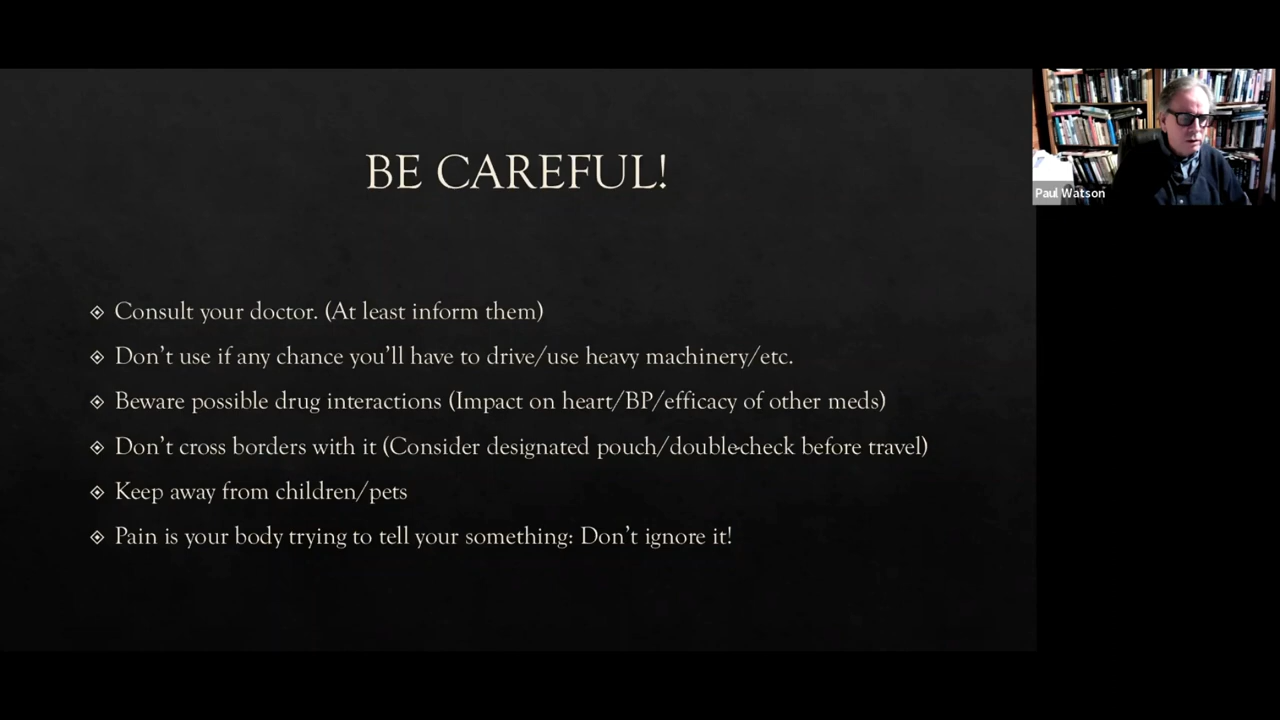 BE CAREFUL!
Consult your doctor. (At least inform them)
Don't use if any chance you'll have to drive/use heavy machinery/etc.
Beware possible drug interactions (Impact on heart/BP/efficacy of other meds)
Don't cross borders with it (Consider designated pouch/double-check before travel)
Keep away from children/pets
Pain is your body trying to tell your something: Don't ignore it!
Paul Watson